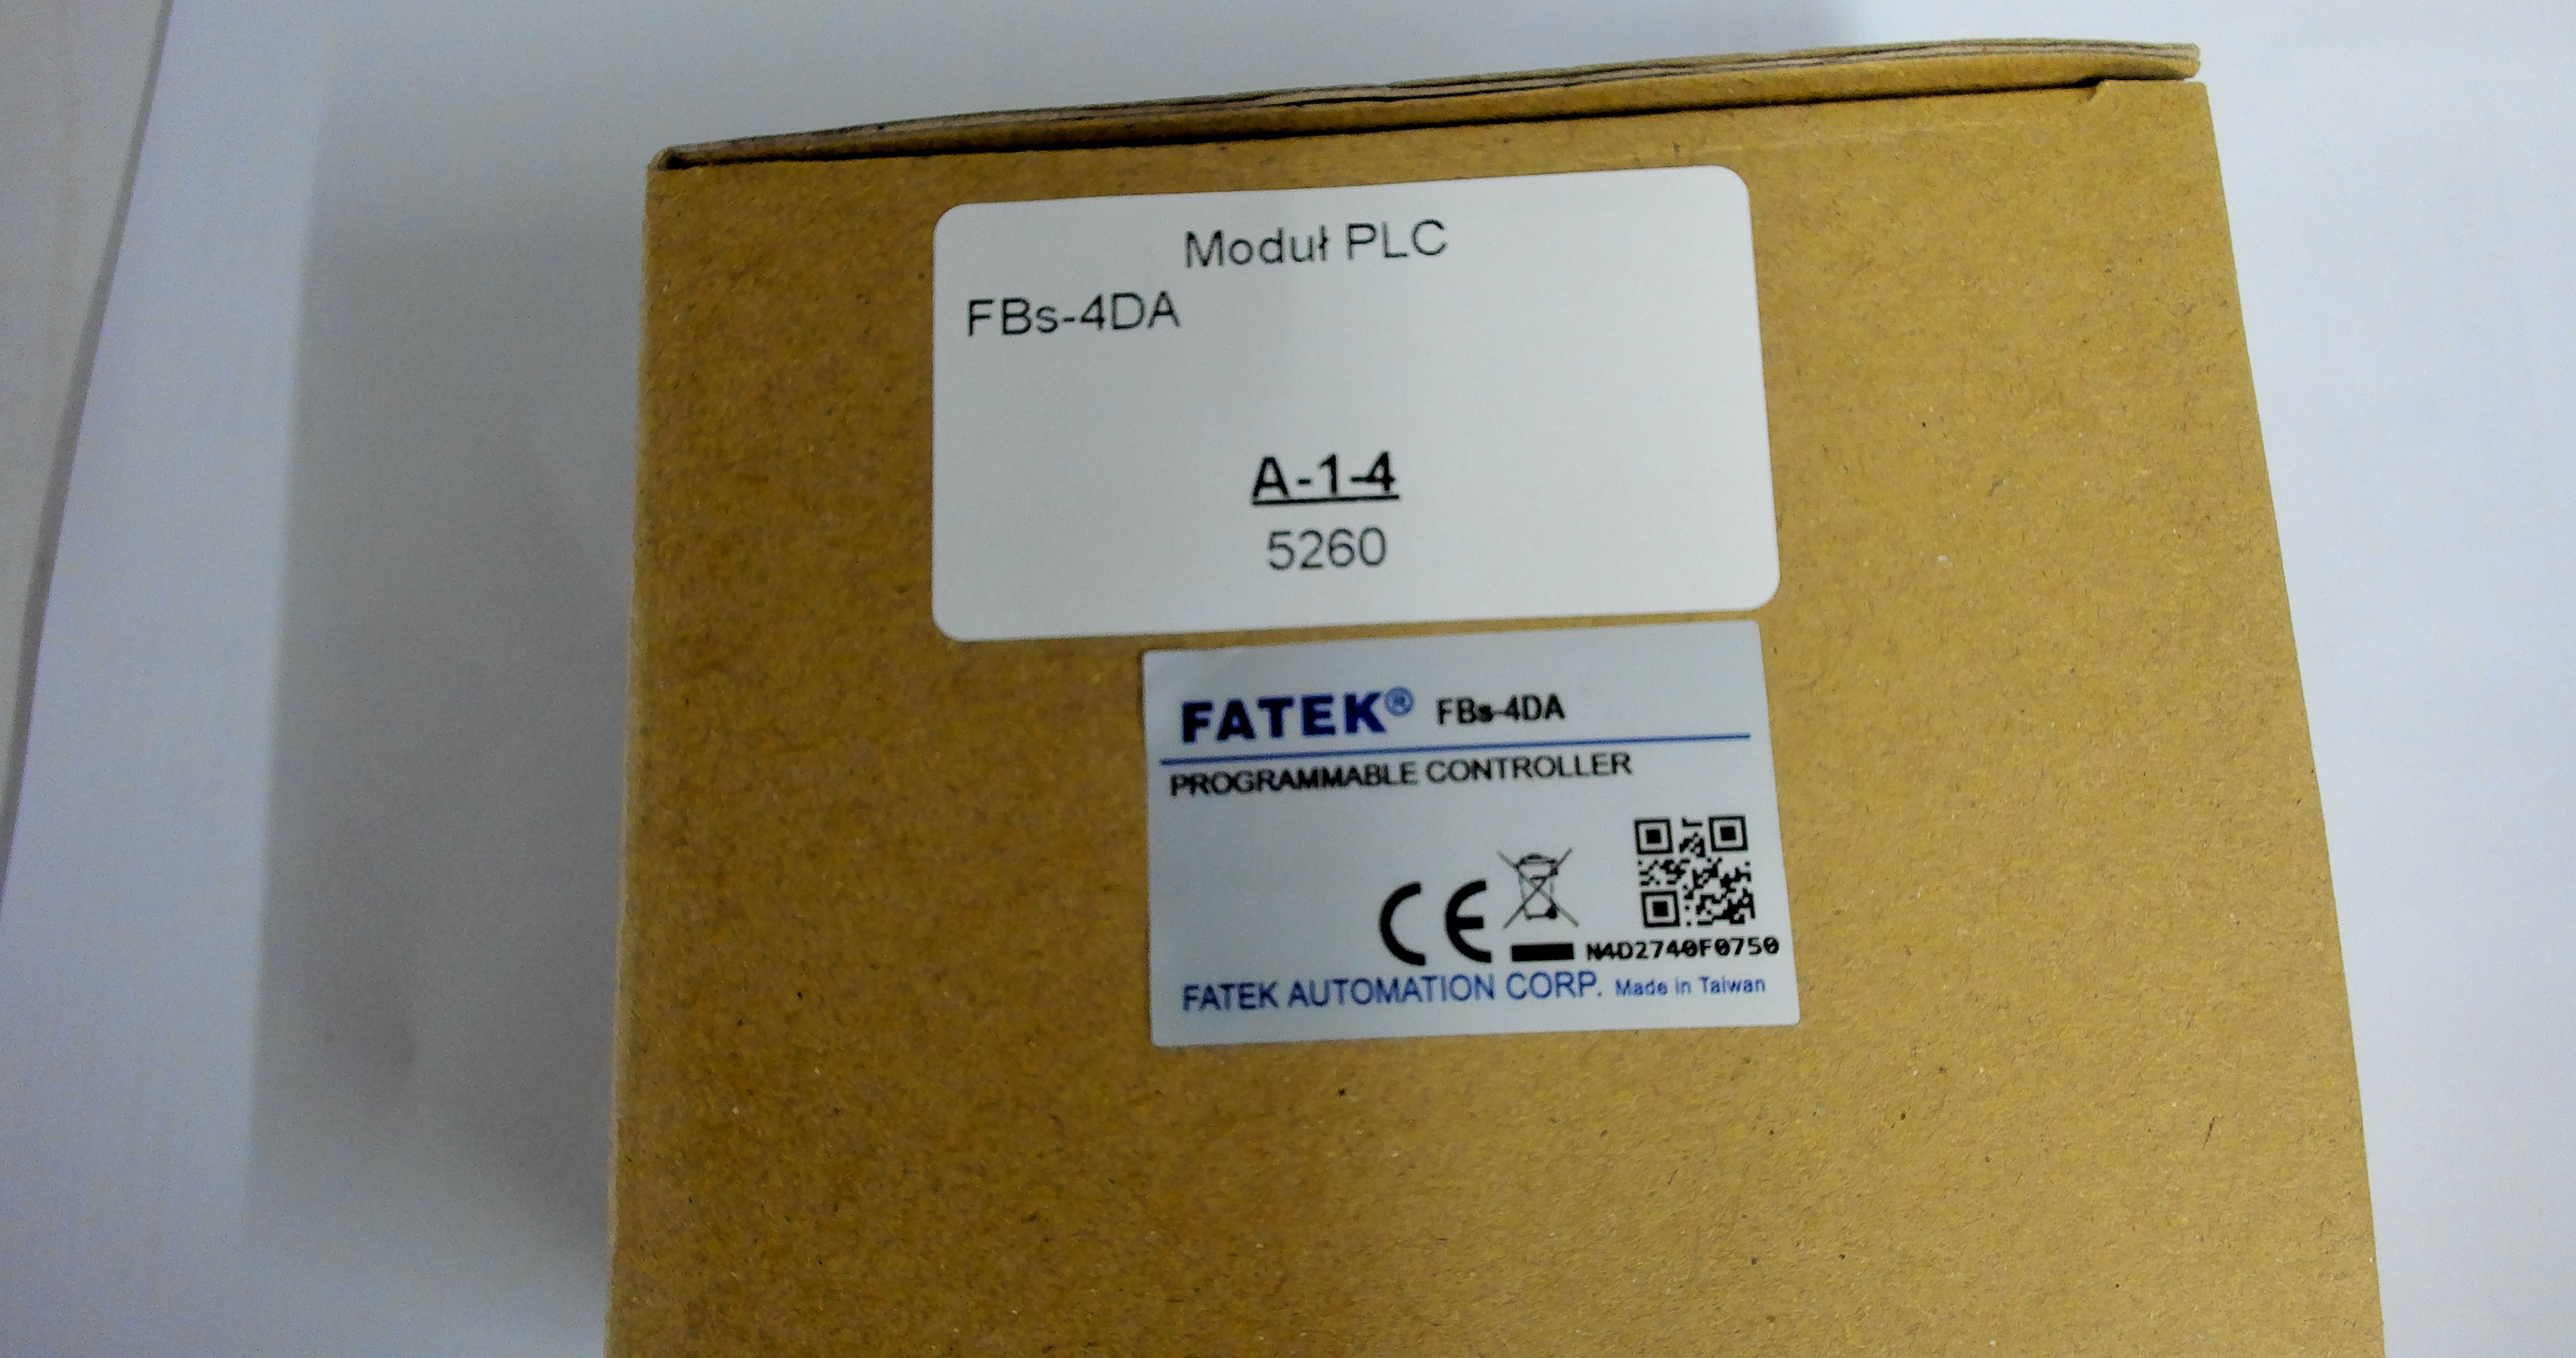 Moduł PLC
FBs-4DA
A-1-4
5260
FATEK® FBs-4DA
PROGRAMMABLE CONTROLLER
CE
N4D2740F0750
FATEK AUTOMATION CORP. Made in Taiwan